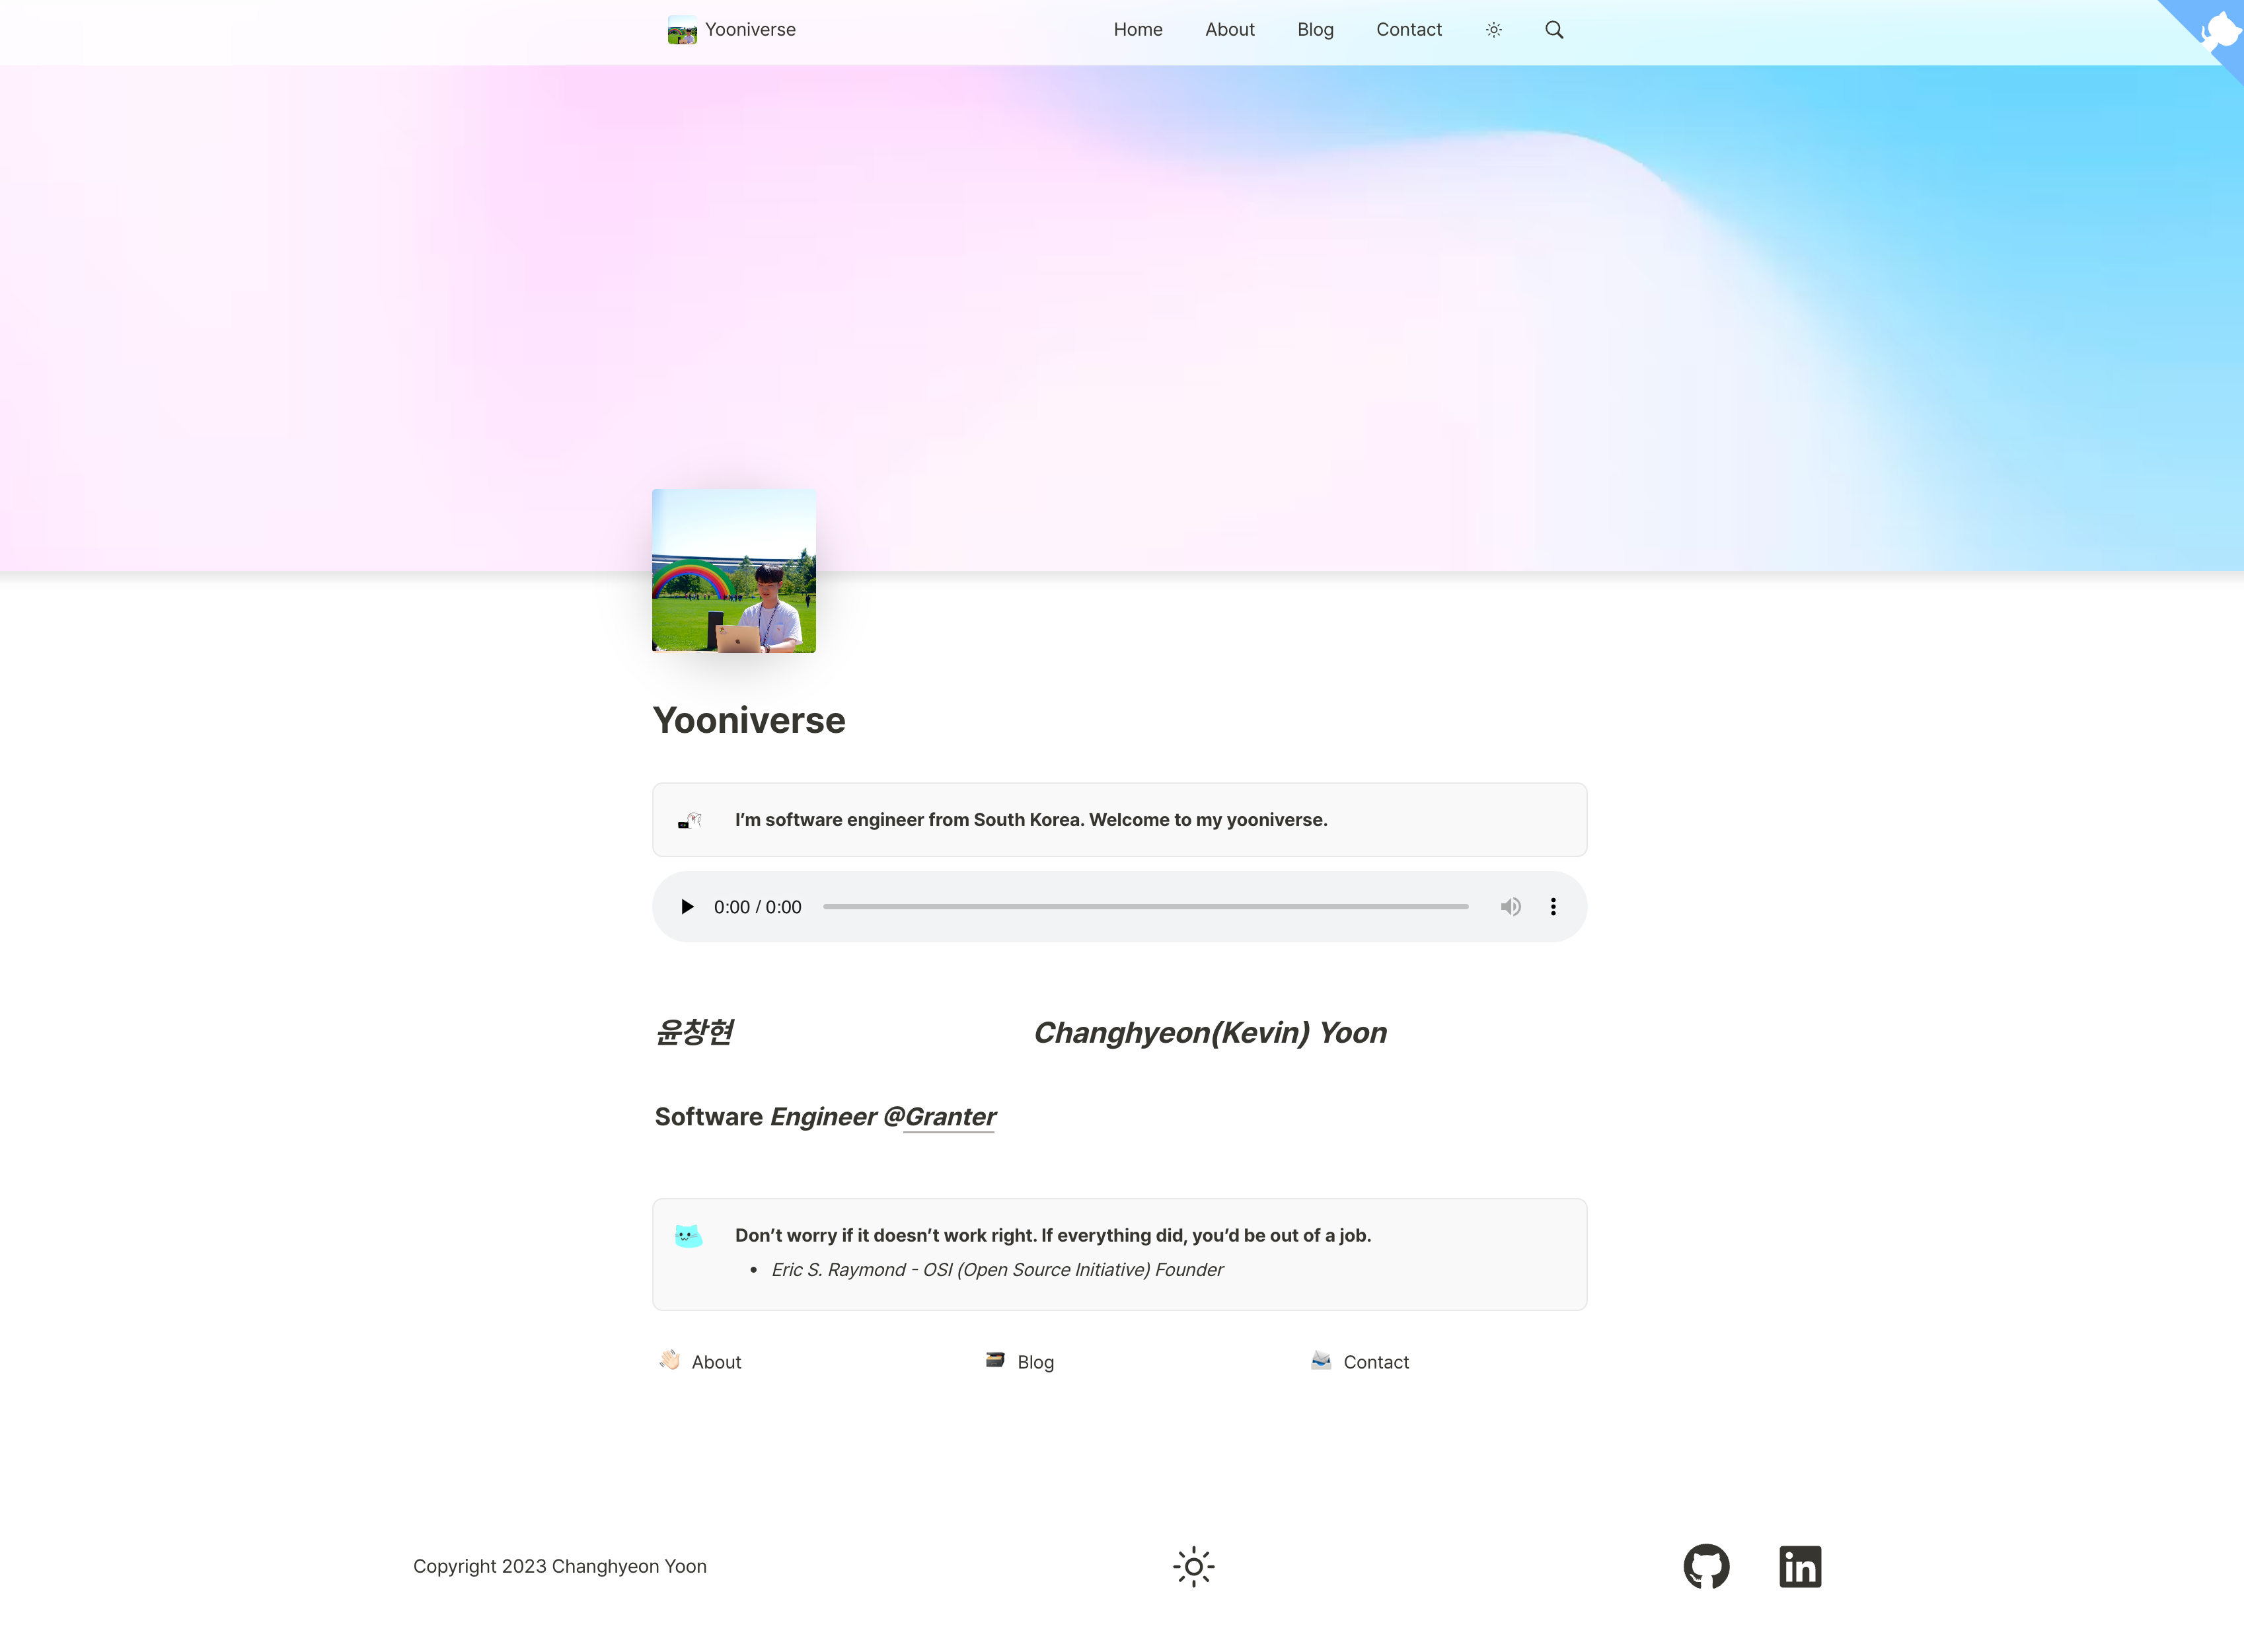 Yooniverse
Home
About
Blog
Contact
Yooniverse
I’m software engineer from South Korea. Welcome to my yooniverse.
0:00 / 0:00
윤창현
Changhyeon(Kevin) Yoon
Software Engineer @Granter
Don’t worry if it doesn’t work right. If everything did, you’d be out of a job.
• Eric S. Raymond - OSI (Open Source Initiative) Founder
About
Blog
Contact
Copyright 2023 Changhyeon Yoon